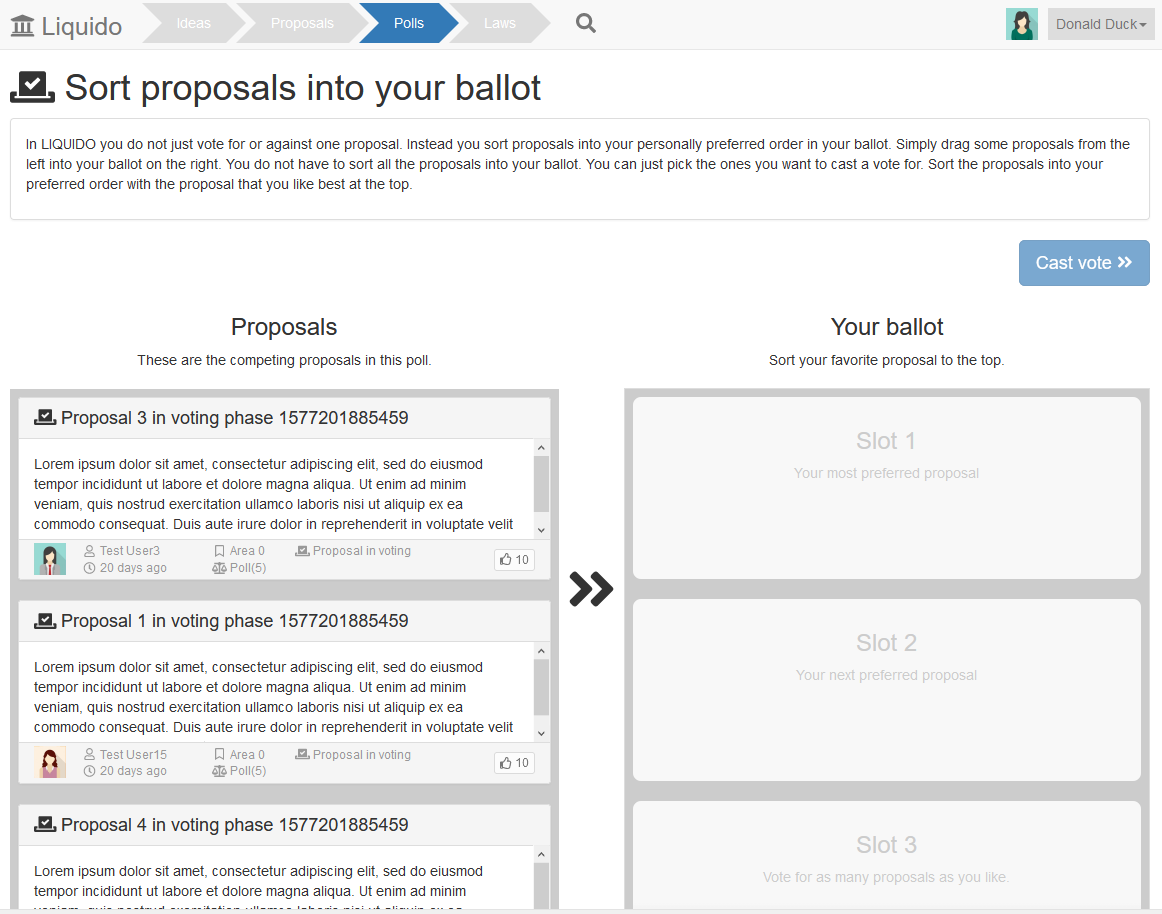 Liquido
Ideas
Proposals
Polls
Laws
Donald Duck
Sort proposals into your ballot
In LIQUIDO you do not just vote for or against one proposal. Instead you sort proposals into your personally preferred order in your ballot. Simply drag some proposals from the
left into your ballot on the right. You do not have to sort all the proposals into your ballot. You can just pick the ones you want to cast a vote for. Sort the proposals into your
preferred order with the proposal that you like best at the top.
Cast vote
Proposals
These are the competing proposals in this poll.
Proposal 3 in voting phase 1577201885459
Lorem ipsum dolor sit amet, consectetur adipiscing elit, sed do eiusmod
tempor incididunt ut labore et dolore magna aliqua. Ut enim ad minim
veniam, quis nostrud exercitation ullamco laboris nisi ut aliquip ex ea
commodo consequat. Duis aute irure dolor in reprehenderit in voluptate velit
Test User3 Area 0 Proposal in voting
20 days ago Poll(5)
10
Proposal 1 in voting phase 1577201885459
Lorem ipsum dolor sit amet, consectetur adipiscing elit, sed do eiusmod
tempor incididunt ut labore et dolore magna aliqua. Ut enim ad minim
veniam, quis nostrud exercitation ullamco laboris nisi ut aliquip ex ea
commodo consequat. Duis aute irure dolor in reprehenderit in voluptate velit
Test User15 Area 0 Proposal in voting
20 days ago Poll(5)
10
Proposal 4 in voting phase 1577201885459
Lorem ipsum dolor sit amet, consectetur adipiscing elit, sed do eiusmod
tempor incididunt ut labore et dolore magna aliqua. Ut enim ad minim
Your ballot
Sort your favorite proposal to the top.
Slot 1
Your most preferred proposal
Slot 2
Your next preferred proposal
Slot 3
Vote for as many proposals as you like.